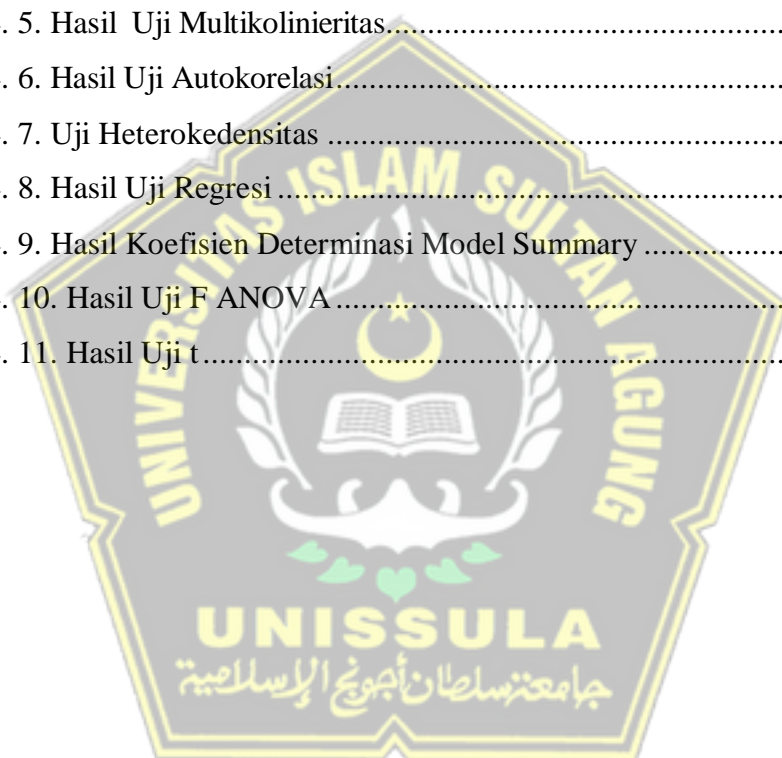 . 5. Hasil Uji Multikolinieritas
. 6. Hasil Uji Autokorelasi
. 7. Uji Heterokedensitas
. 8. Hasil Uji Regresi
. 9. Hasil Koefisien Determinasi Model Summary
. 10. Hasil Uji F ANOVA
. 11. Hasil Uji t
UNIVERSITAS ISLAM SULTAN AGUNG
UNISSULA
جامعة سلطان أجونج الإسلامية